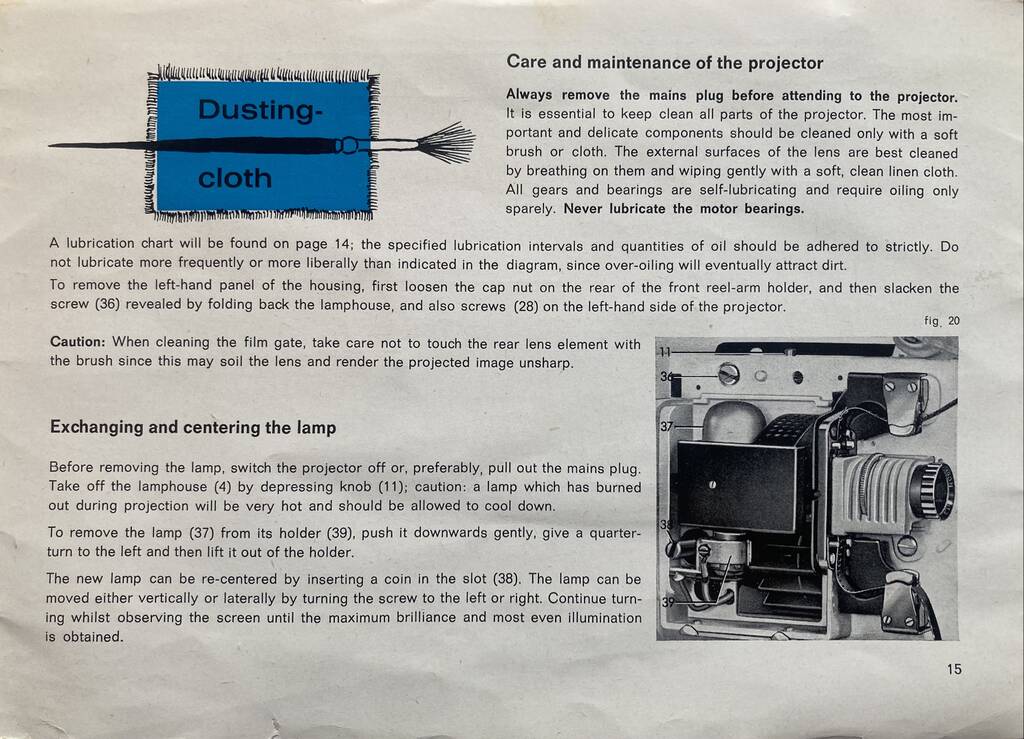 Dusting-
cloth
Care and maintenance of the projector
Always remove the mains plug before attending to the projector.
It is essential to keep clean all parts of the projector. The most im-
portant and delicate components should be cleaned only with a soft
brush or cloth. The external surfaces of the lens are best cleaned
by breathing on them and wiping gently with a soft, clean linen cloth.
All gears and bearings are self-lubricating and require oiling only
sparely. Never lubricate the motor bearings.
A lubrication chart will be found on page 14; the specified lubrication intervals and quantities of oil should be adhered to strictly. Do
not lubricate more frequently or more liberally than indicated in the diagram, since over-oiling will eventually attract dirt.
To remove the left-hand panel of the housing, first loosen the cap nut on the rear of the front reel-arm holder, and then slacken the
screw (36) revealed by folding back the lamphouse, and also screws (28) on the left-hand side of the projector.
fig. 20
Caution: When cleaning the film gate, take care not to touch the rear lens element with
the brush since this may soil the lens and render the projected image unsharp.
Exchanging and centering the lamp
Before removing the lamp, switch the projector off or, preferably, pull out the mains plug.
Take off the lamphouse (4) by depressing knob (11); caution: a lamp which has burned
out during projection will be very hot and should be allowed to cool down.
To remove the lamp (37) from its holder (39), push it downwards gently, give a quarter-
turn to the left and then lift it out of the holder.
The new lamp can be re-centered by inserting a coin in the slot (38). The lamp can be
moved either vertically or laterally by turning the screw to the left or right. Continue turn-
ing whilst observing the screen until the maximum brilliance and most even illumination
is obtained.
11
36
37
38
39
15